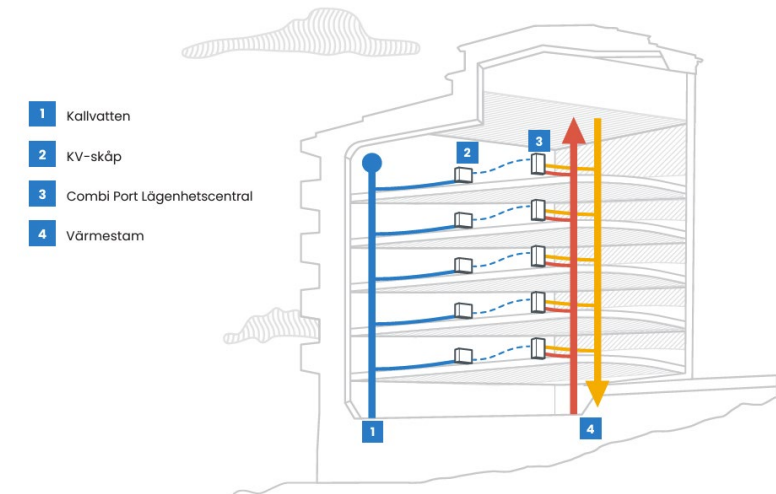 1 Kallvatten
2 KV-skåp
3 Combi Port Lägenhetscentral
4 Värmestam
2
3
1
4